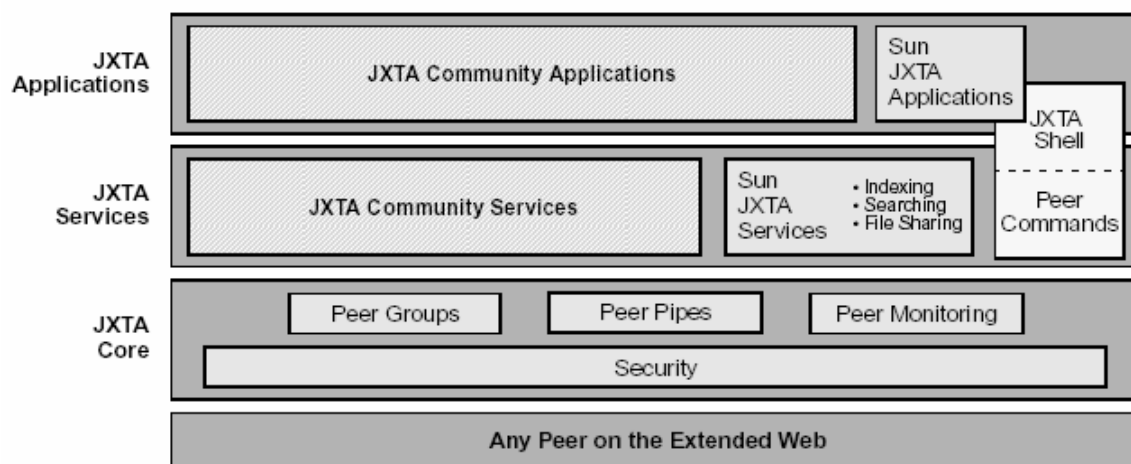 JXTA
Applications
JXTA Community Applications
Sun
JXTA
Applications
JXTA
Shell
Peer
Commands
JXTA
Services
JXTA Community Services
Sun
JXTA
Services
• Indexing
• Searching
• File Sharing
JXTA
Core
Peer Groups
Peer Pipes
Peer Monitoring
Security
Any Peer on the Extended Web